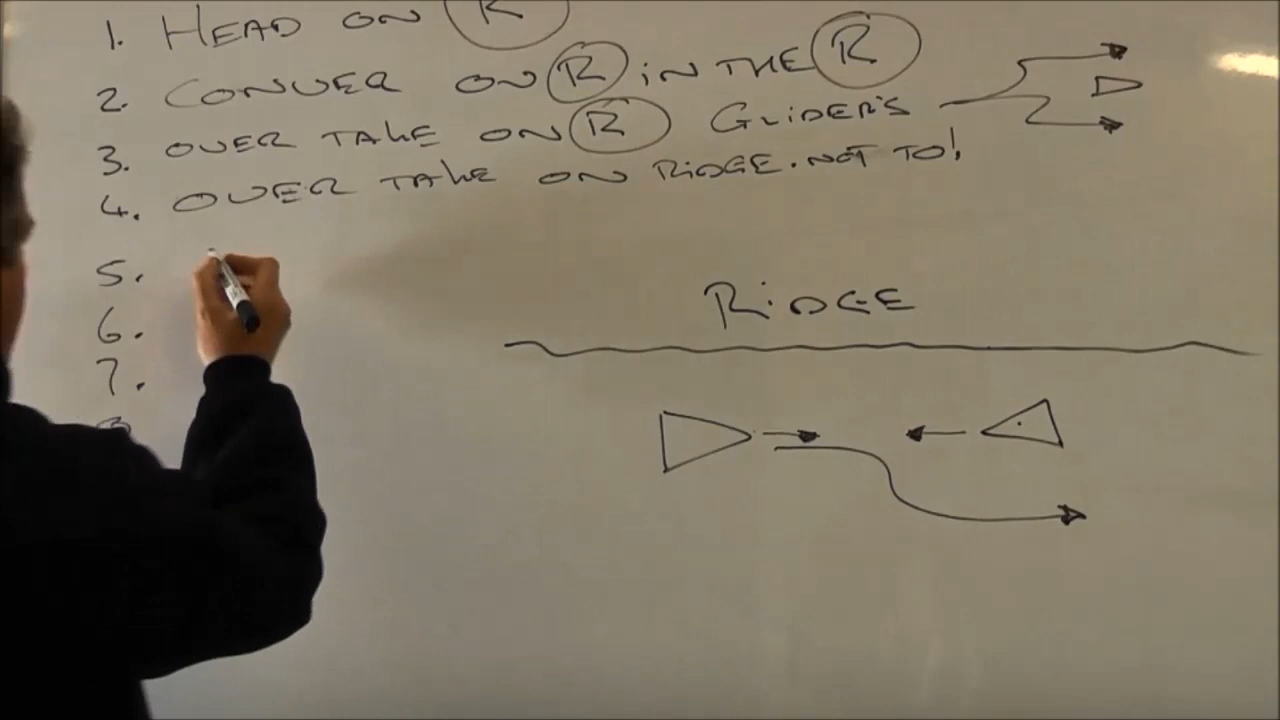 1. HEAD ON R
2. CONVER ON R IN THE R
3. OVER TAKE ON R GLIDER'S
4. OVER TAKE ON RIDGE. NOT TO!
5.
6.
7.
RIDGE